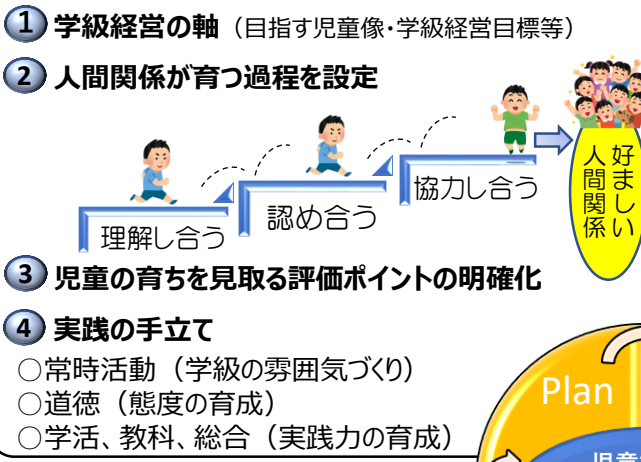 1 学級経営の軸（目指す児童像・学級経営目標等）
2 人間関係が育つ過程を設定
理解し合う
認め合う
協力し合う
好ましい
人間関係
3 児童の育ちを見取る評価ポイントの明確化
4 実践の手立て
○常時活動（学級の雰囲気づくり）
○道徳（態度の育成）
○学活、教科、総合（実践力の育成）
Plan
児童